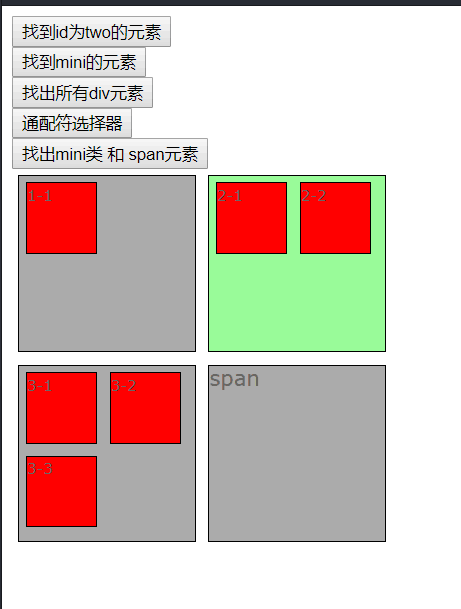 找到id为two的元素
找到mini的元素
找出所有div元素
通配符选择器
找出mini类 和 span元素
1-1
2-1 2-2
3-1 3-2
span
3-3